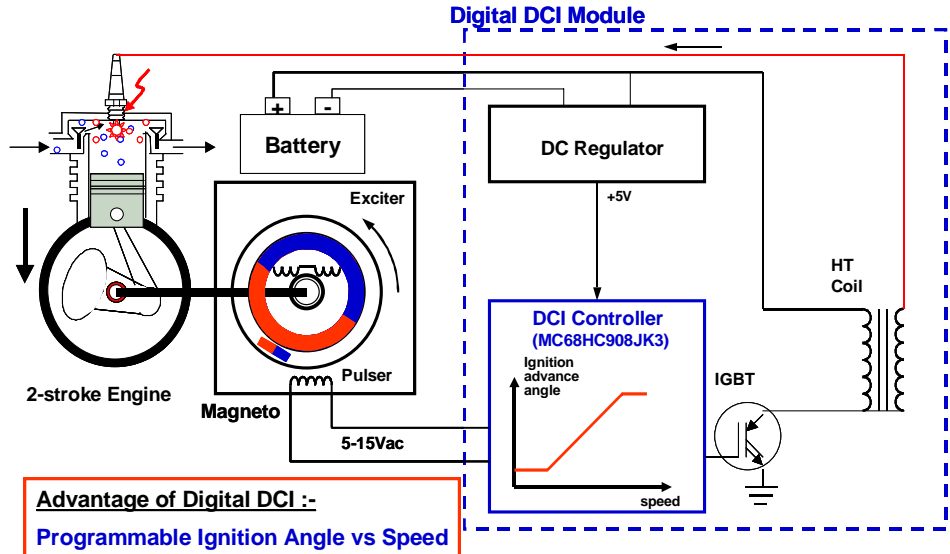 Digital DCI Module
+
-
Battery
DC Regulator
+5V
Exciter
HT
Coil
DCI Controller
(MC68HC908JK3)
Ignition
advance
angle
IGBT
Pulser
2-stroke Engine
Magneto
5-15Vac
speed
Advantage of Digital DCI :-
Programmable Ignition Angle vs Speed